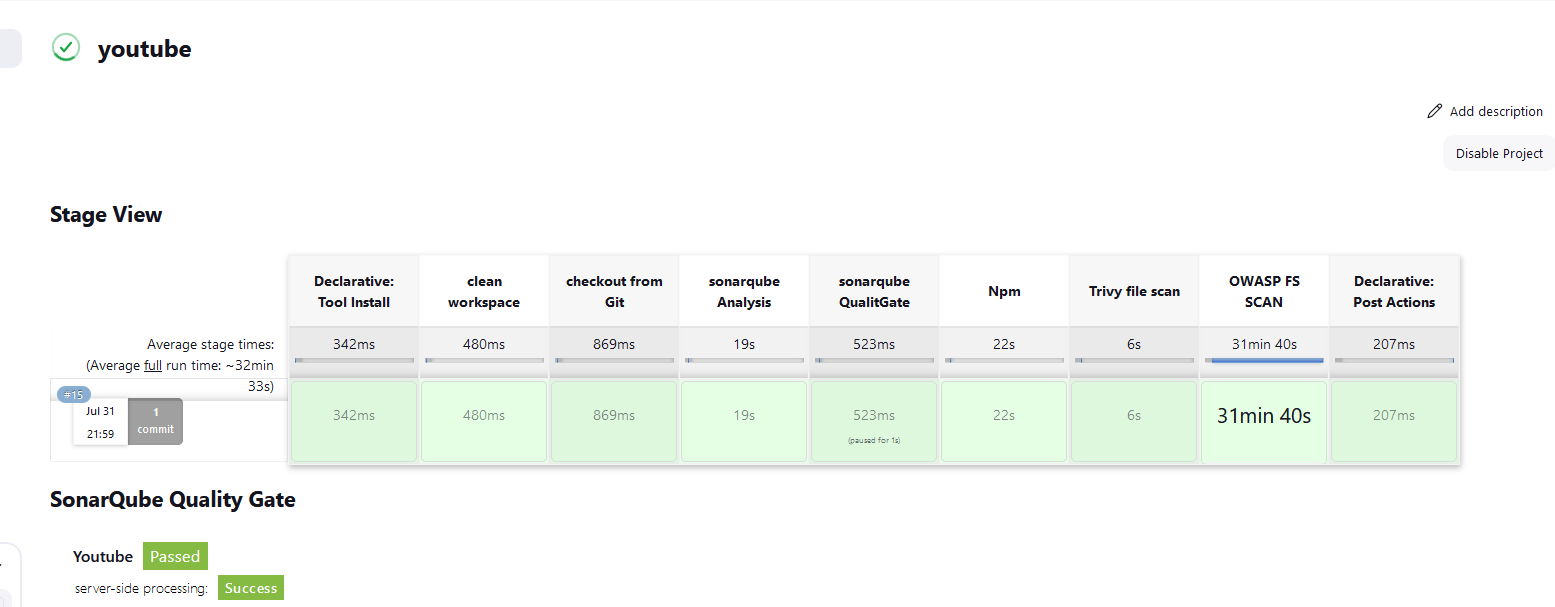 youtube
Add description
Disable Project
Stage View
Declarative:
Tool Install
clean
workspace
checkout from
Git
sonarqube
Analysis
sonarqube
QualitGate
Npm
Trivy file scan
OWASP FS
SCAN
Declarative:
Post Actions
Average stage times:
(Average full run time: ~32min
33s)
342ms
480ms
869ms
19s
523ms
22s
6s
31min 40s
207ms
#15
Jul 31
21:59
1
commit
342ms
480ms
869ms
19s
523ms
(paused for 1s)
22s
6s
31min 40s
207ms
SonarQube Quality Gate
Youtube Passed
server-side processing: Success